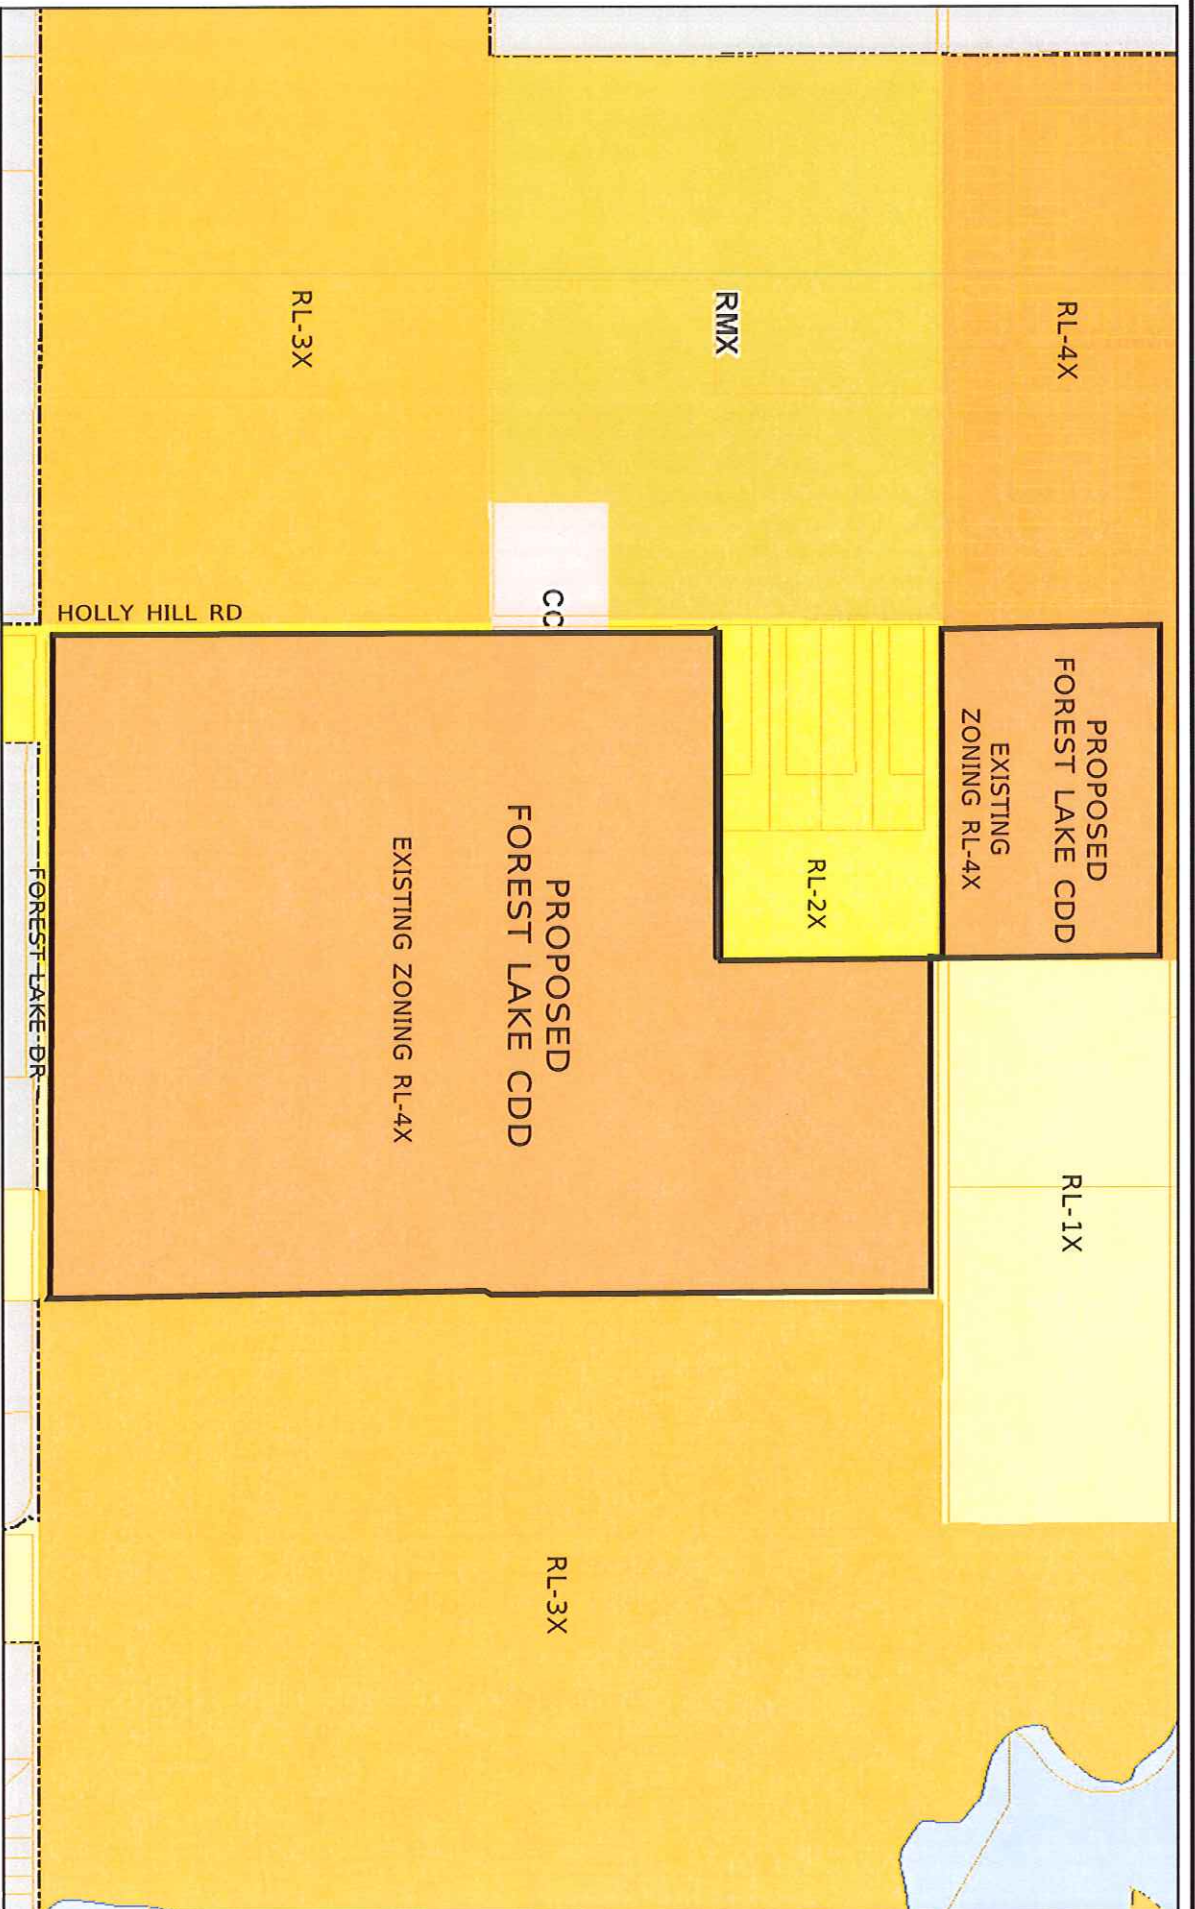 RL-4X
PROPOSED
FOREST LAKE CDD
EXISTING
ZONING RL-4X
RL-1X
RMX
RL-2X
CC
PROPOSED
FOREST LAKE CDD
EXISTING ZONING RL-4X
RL-3X
RL-3X
HOLLY HILL RD
FOREST LAKE DR